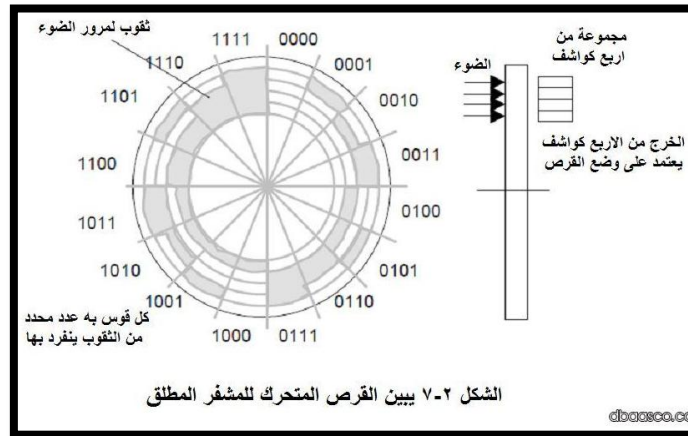 ثقوب لمرور الضوء
1111
0000
1110
0001
1101
0010
1100
0011
1011
0100
1010
0101
1001
0110
1000
0111
كل قوس به عدد محدد
من الثقوب ينفرد بها
مجموعة من
اربع كواشف
الضوء
الخرج من الاربع كواشف
يعتمد على وضع القرص
الشكل ٢-٧ يبين القرص المتحرك للمشفر المطلق